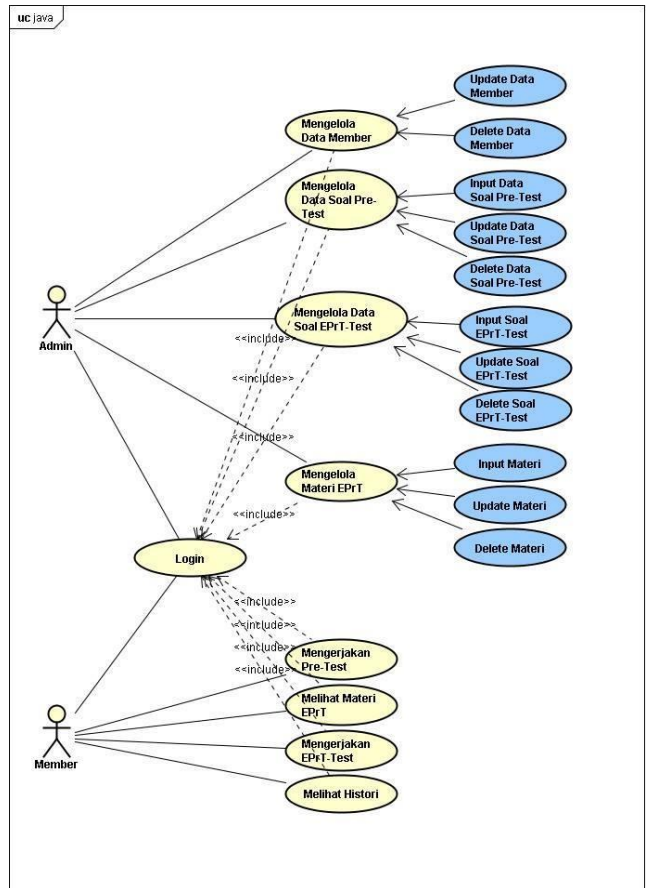 uc java
Update Data
Member
Mengelola
Data Member
Delete Data
Member
Mengelola
Data Soal Pre-
Test
Input Data
Soal Pre-Test
Update Data
Soal Pre-Test
Delete Data
Soal Pre-Test
Admin
Mengelola Data
Soal EPrT-Test
Input Soal
EPrT-Test
Update Soal
EPrT-Test
Delete Soal
EPrT-Test
<<include>>
<<include>>
<<include>>
Mengelola
Materi EPrT
Input Materi
Update Materi
Delete Materi
<<include>>
Login
<<include>>
<<include>>
<<include>>
<<include>>
Mengerjakan
Pre-Test
Melihat Materi
EPrT
Member
Mengerjakan
EPrT-Test
Melihat Histori